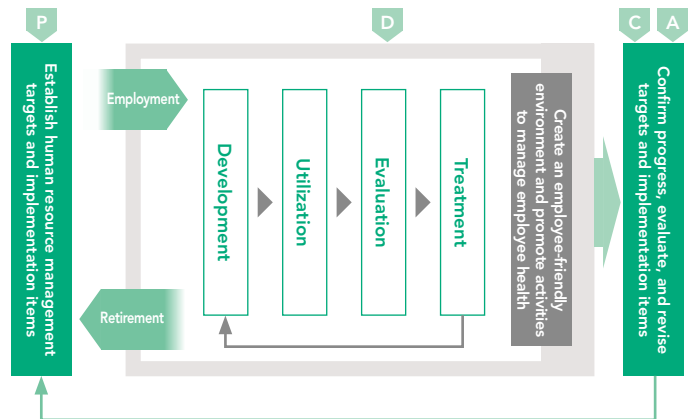 P
D
C
A
Establish human resource management
targets and implementation items
Employment
Retirement
Development
Utilization
Evaluation
Treatment
Create an employee-friendly
environment and promote activities
to manage employee health
Confirm progress, evaluate, and revise
targets and implementation items